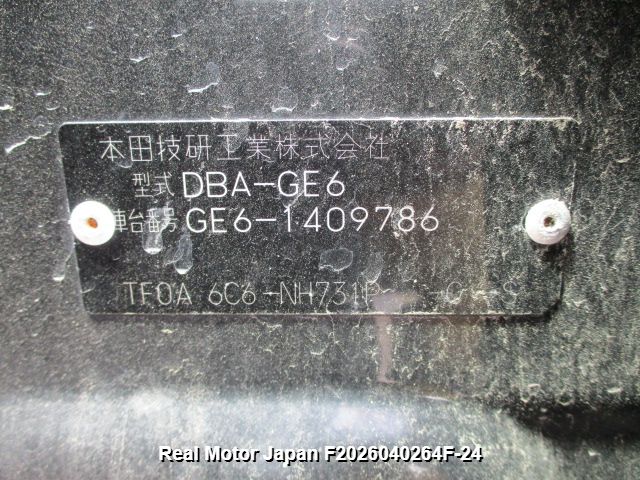 本田技研工業株式会社
型式 DBA-GE6
車台番号 GE6-1409786
TF0A 6C6-NH731P -C -S
Real Motor Japan F2026040264F-24